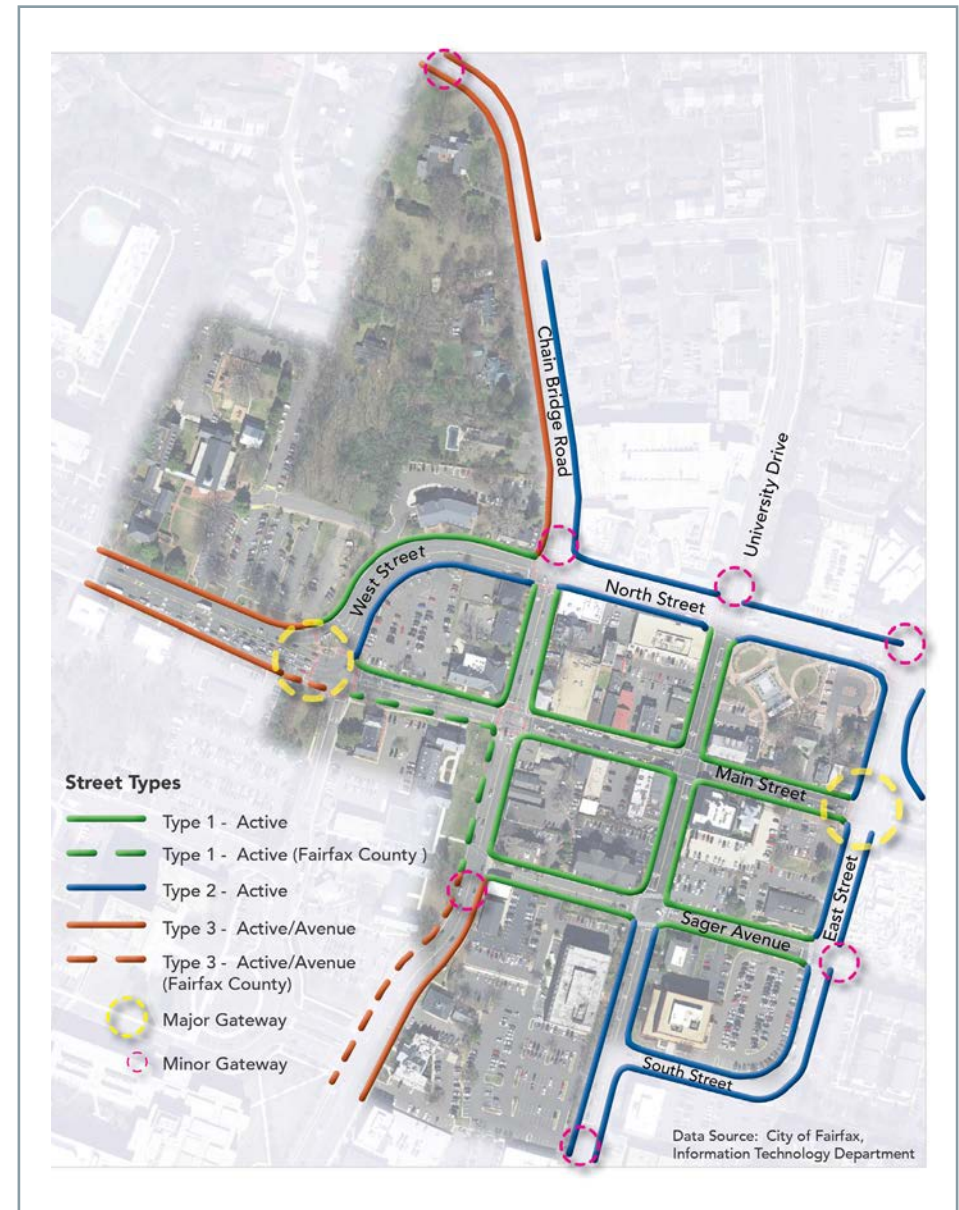 Chain Bridge Road
University Drive
West Street
North Street
Main Street
East Street
Sager Avenue
South Street
Street Types
Type 1 - Active
Type 1 - Active (Fairfax County )
Type 2 - Active
Type 3 - Active/Avenue
Type 3 - Active/Avenue
(Fairfax County)
Major Gateway
Minor Gateway
Data Source: City of Fairfax,
Information Technology Department